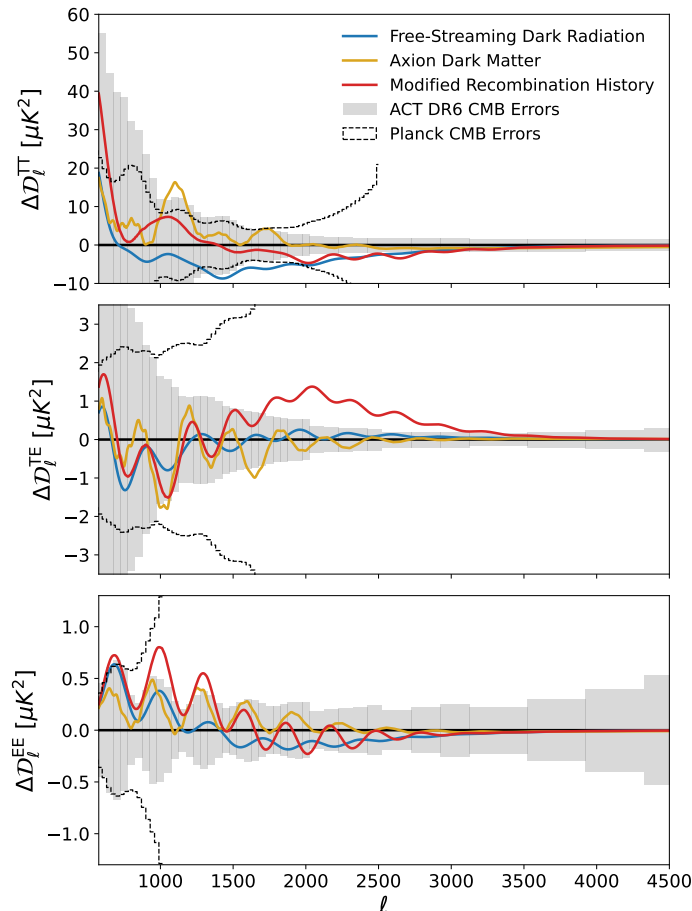 60
50
40
30
20
10
0
−10
ΔD_ℓ^TT [μK²]
Free-Streaming Dark Radiation
Axion Dark Matter
Modified Recombination History
ACT DR6 CMB Errors
Planck CMB Errors
3
2
1
0
−1
−2
−3
ΔD_ℓ^TE [μK²]
1.0
0.5
0.0
−0.5
−1.0
ΔD_ℓ^EE [μK²]
1000 1500 2000 2500 3000 3500 4000 4500
ℓ